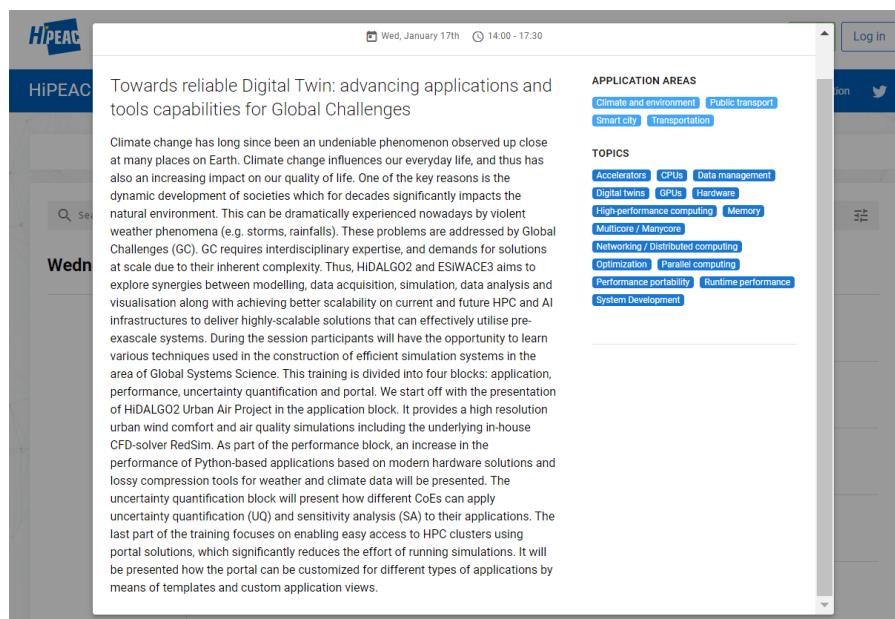 HiPEAC
Wed, January 17th 14:00 - 17:30
Log in
HiPEAC
ion
Towards reliable Digital Twin: advancing applications and
tools capabilities for Global Challenges
Climate change has long since been an undeniable phenomenon observed up close
at many places on Earth. Climate change influences our everyday life, and thus has
also an increasing impact on our quality of life. One of the key reasons is the
dynamic development of societies which for decades significantly impacts the
natural environment. This can be dramatically experienced nowadays by violent
weather phenomena (e.g. storms, rainfalls). These problems are addressed by Global
Challenges (GC). GC requires interdisciplinary expertise, and demands for solutions
at scale due to their inherent complexity. Thus, HiDALGO2 and ESiWACE3 aims to
explore synergies between modelling, data acquisition, simulation, data analysis and
visualisation along with achieving better scalability on current and future HPC and AI
infrastructures to deliver highly-scalable solutions that can effectively utilise pre-
exascale systems. During the session participants will have the opportunity to learn
various techniques used in the construction of efficient simulation systems in the
area of Global Systems Science. This training is divided into four blocks: application,
performance, uncertainty quantification and portal. We start off with the presentation
of HiDALGO2 Urban Air Project in the application block. It provides a high resolution
urban wind comfort and air quality simulations including the underlying in-house
CFD-solver RedSim. As part of the performance block, an increase in the
performance of Python-based applications based on modern hardware solutions and
lossy compression tools for weather and climate data will be presented. The
uncertainty quantification block will present how different CoEs can apply
uncertainty quantification (UQ) and sensitivity analysis (SA) to their applications. The
last part of the training focuses on enabling easy access to HPC clusters using
portal solutions, which significantly reduces the effort of running simulations. It will
be presented how the portal can be customized for different types of applications by
means of templates and custom application views.
APPLICATION AREAS
Climate and environment Public transport
Smart city Transportation
TOPICS
Accelerators CPUs Data management
Digital twins GPUs Hardware
High-performance computing Memory
Multicore / Manycore
Networking / Distributed computing
Optimization Parallel computing
Performance portability Runtime performance
System Development
Sea
Wedn